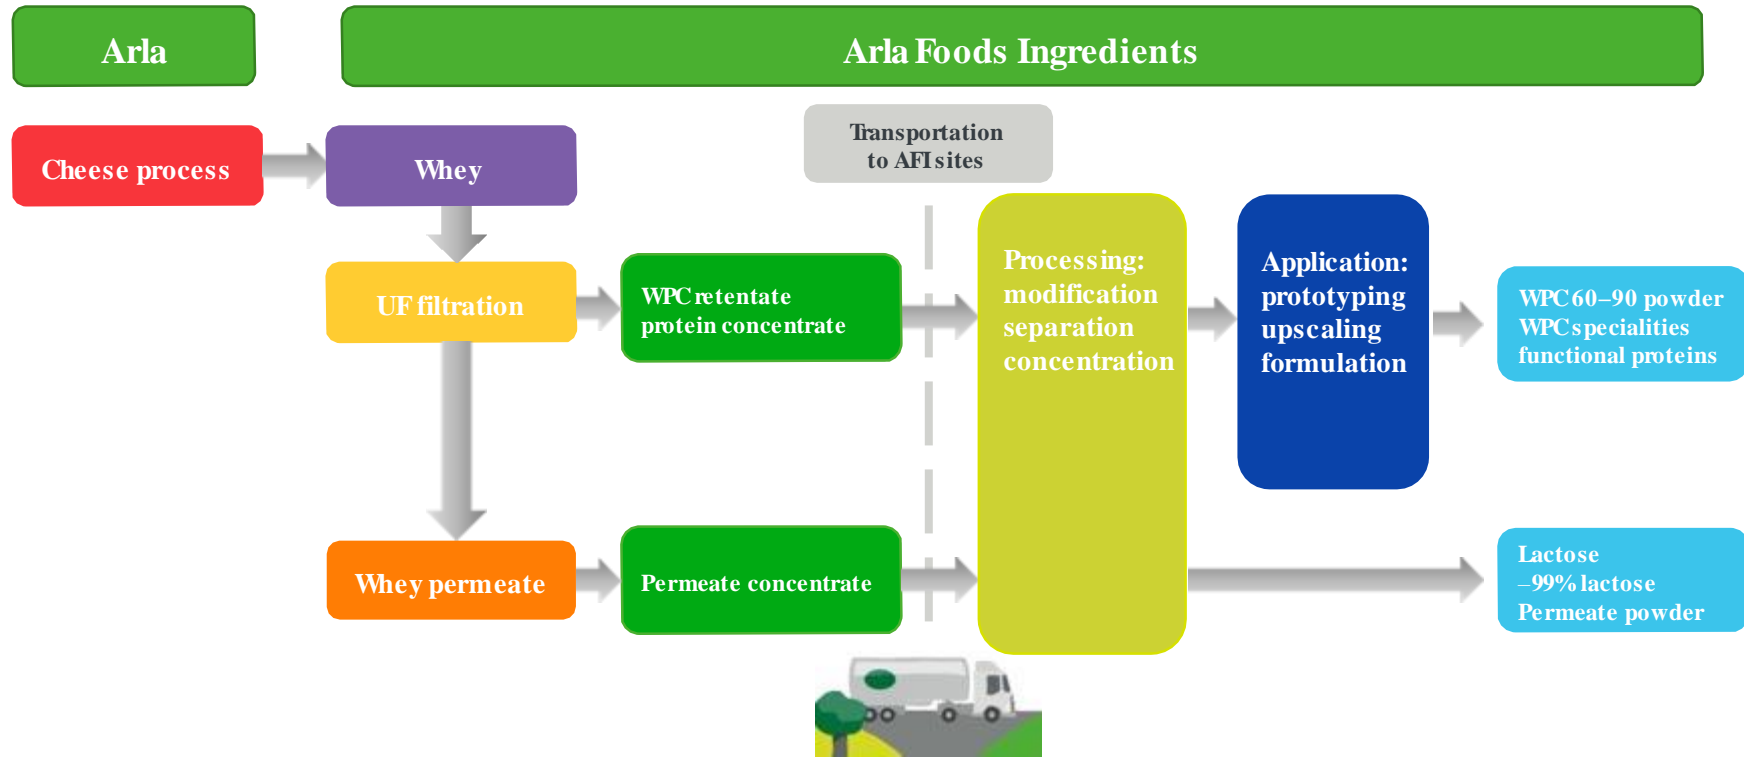 Arla
Arla Foods Ingredients
Transportation
to AFI sites
Cheese process
Whey
UF filtration
WPC retentate
protein concentrate
Processing:
modification
separation
concentration
Application:
prototyping
upscaling
formulation
WPC 60–90 powder
WPC specialities
functional proteins
Whey permeate
Permeate concentrate
Lactose
–99% lactose
Permeate powder